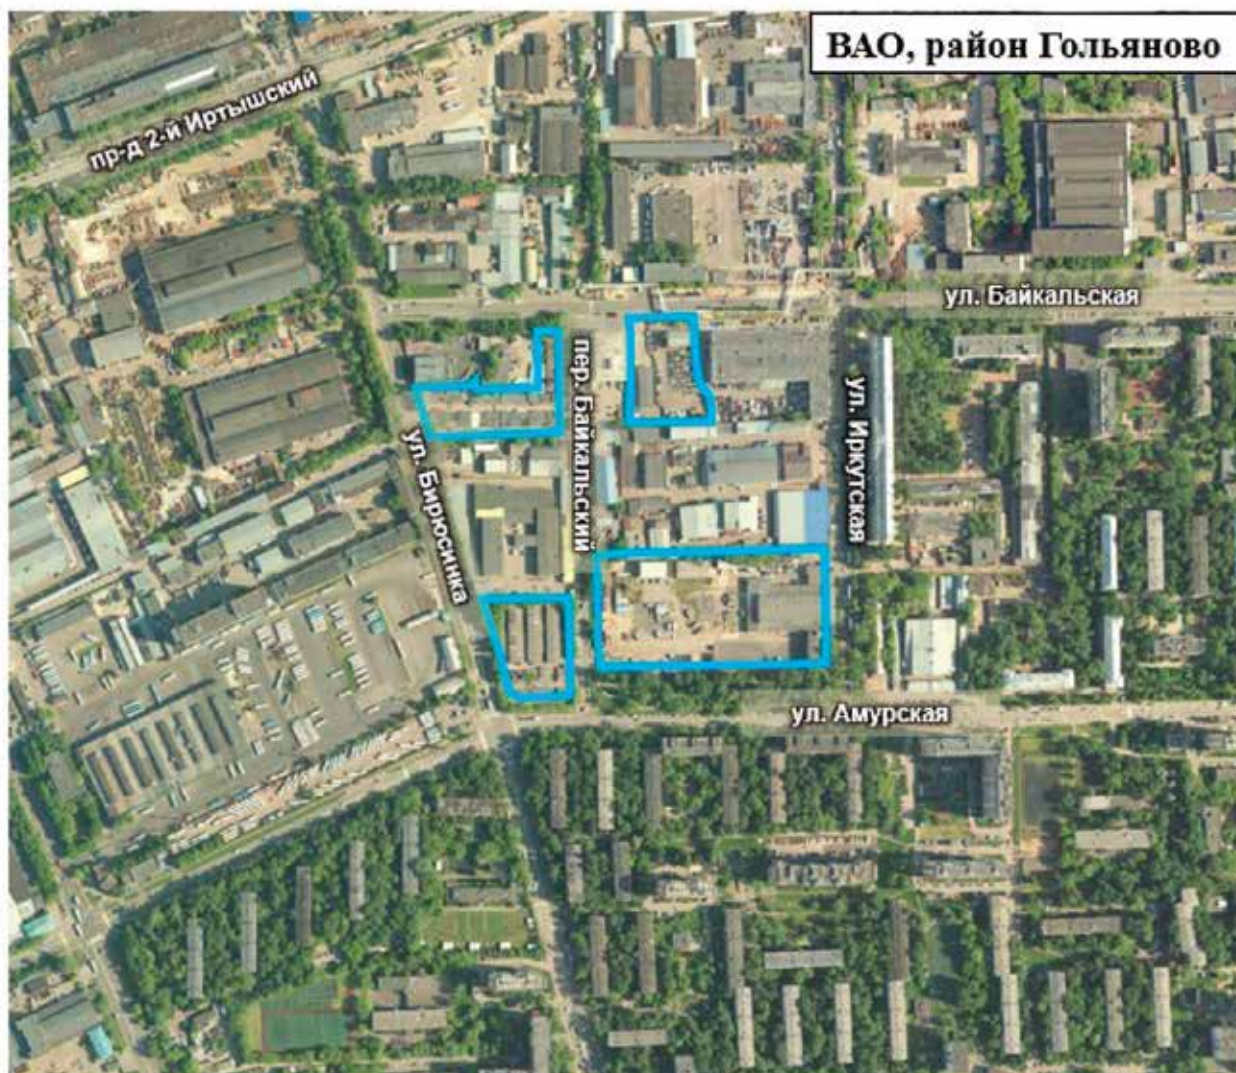 ВАО, район Гольяново
пр-д 2-й Иртышский
ул. Байкальская
пер. Байкальский
ул. Иркутская
ул. Бирюсинка
ул. Амурская